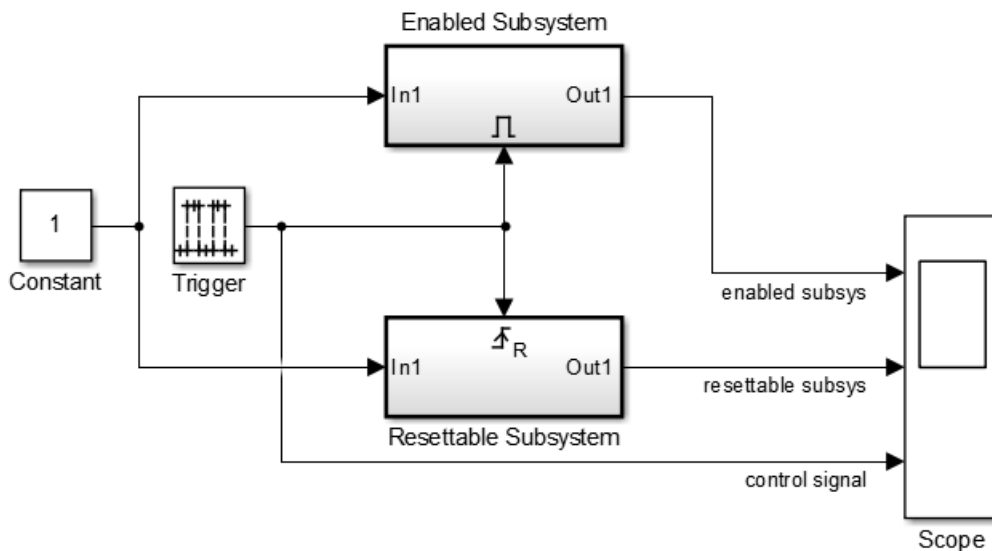 Enabled Subsystem
In1
Out1
1
Constant
Trigger
enabled subsys
R
In1
Out1
resettable subsys
Resettable Subsystem
control signal
Scope